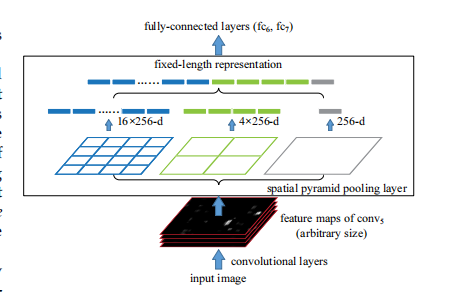 fully-connected layers (fc6, fc7)
fixed-length representation
16×256-d
4×256-d
256-d
spatial pyramid pooling layer
feature maps of conv5
(arbitrary size)
convolutional layers
input image